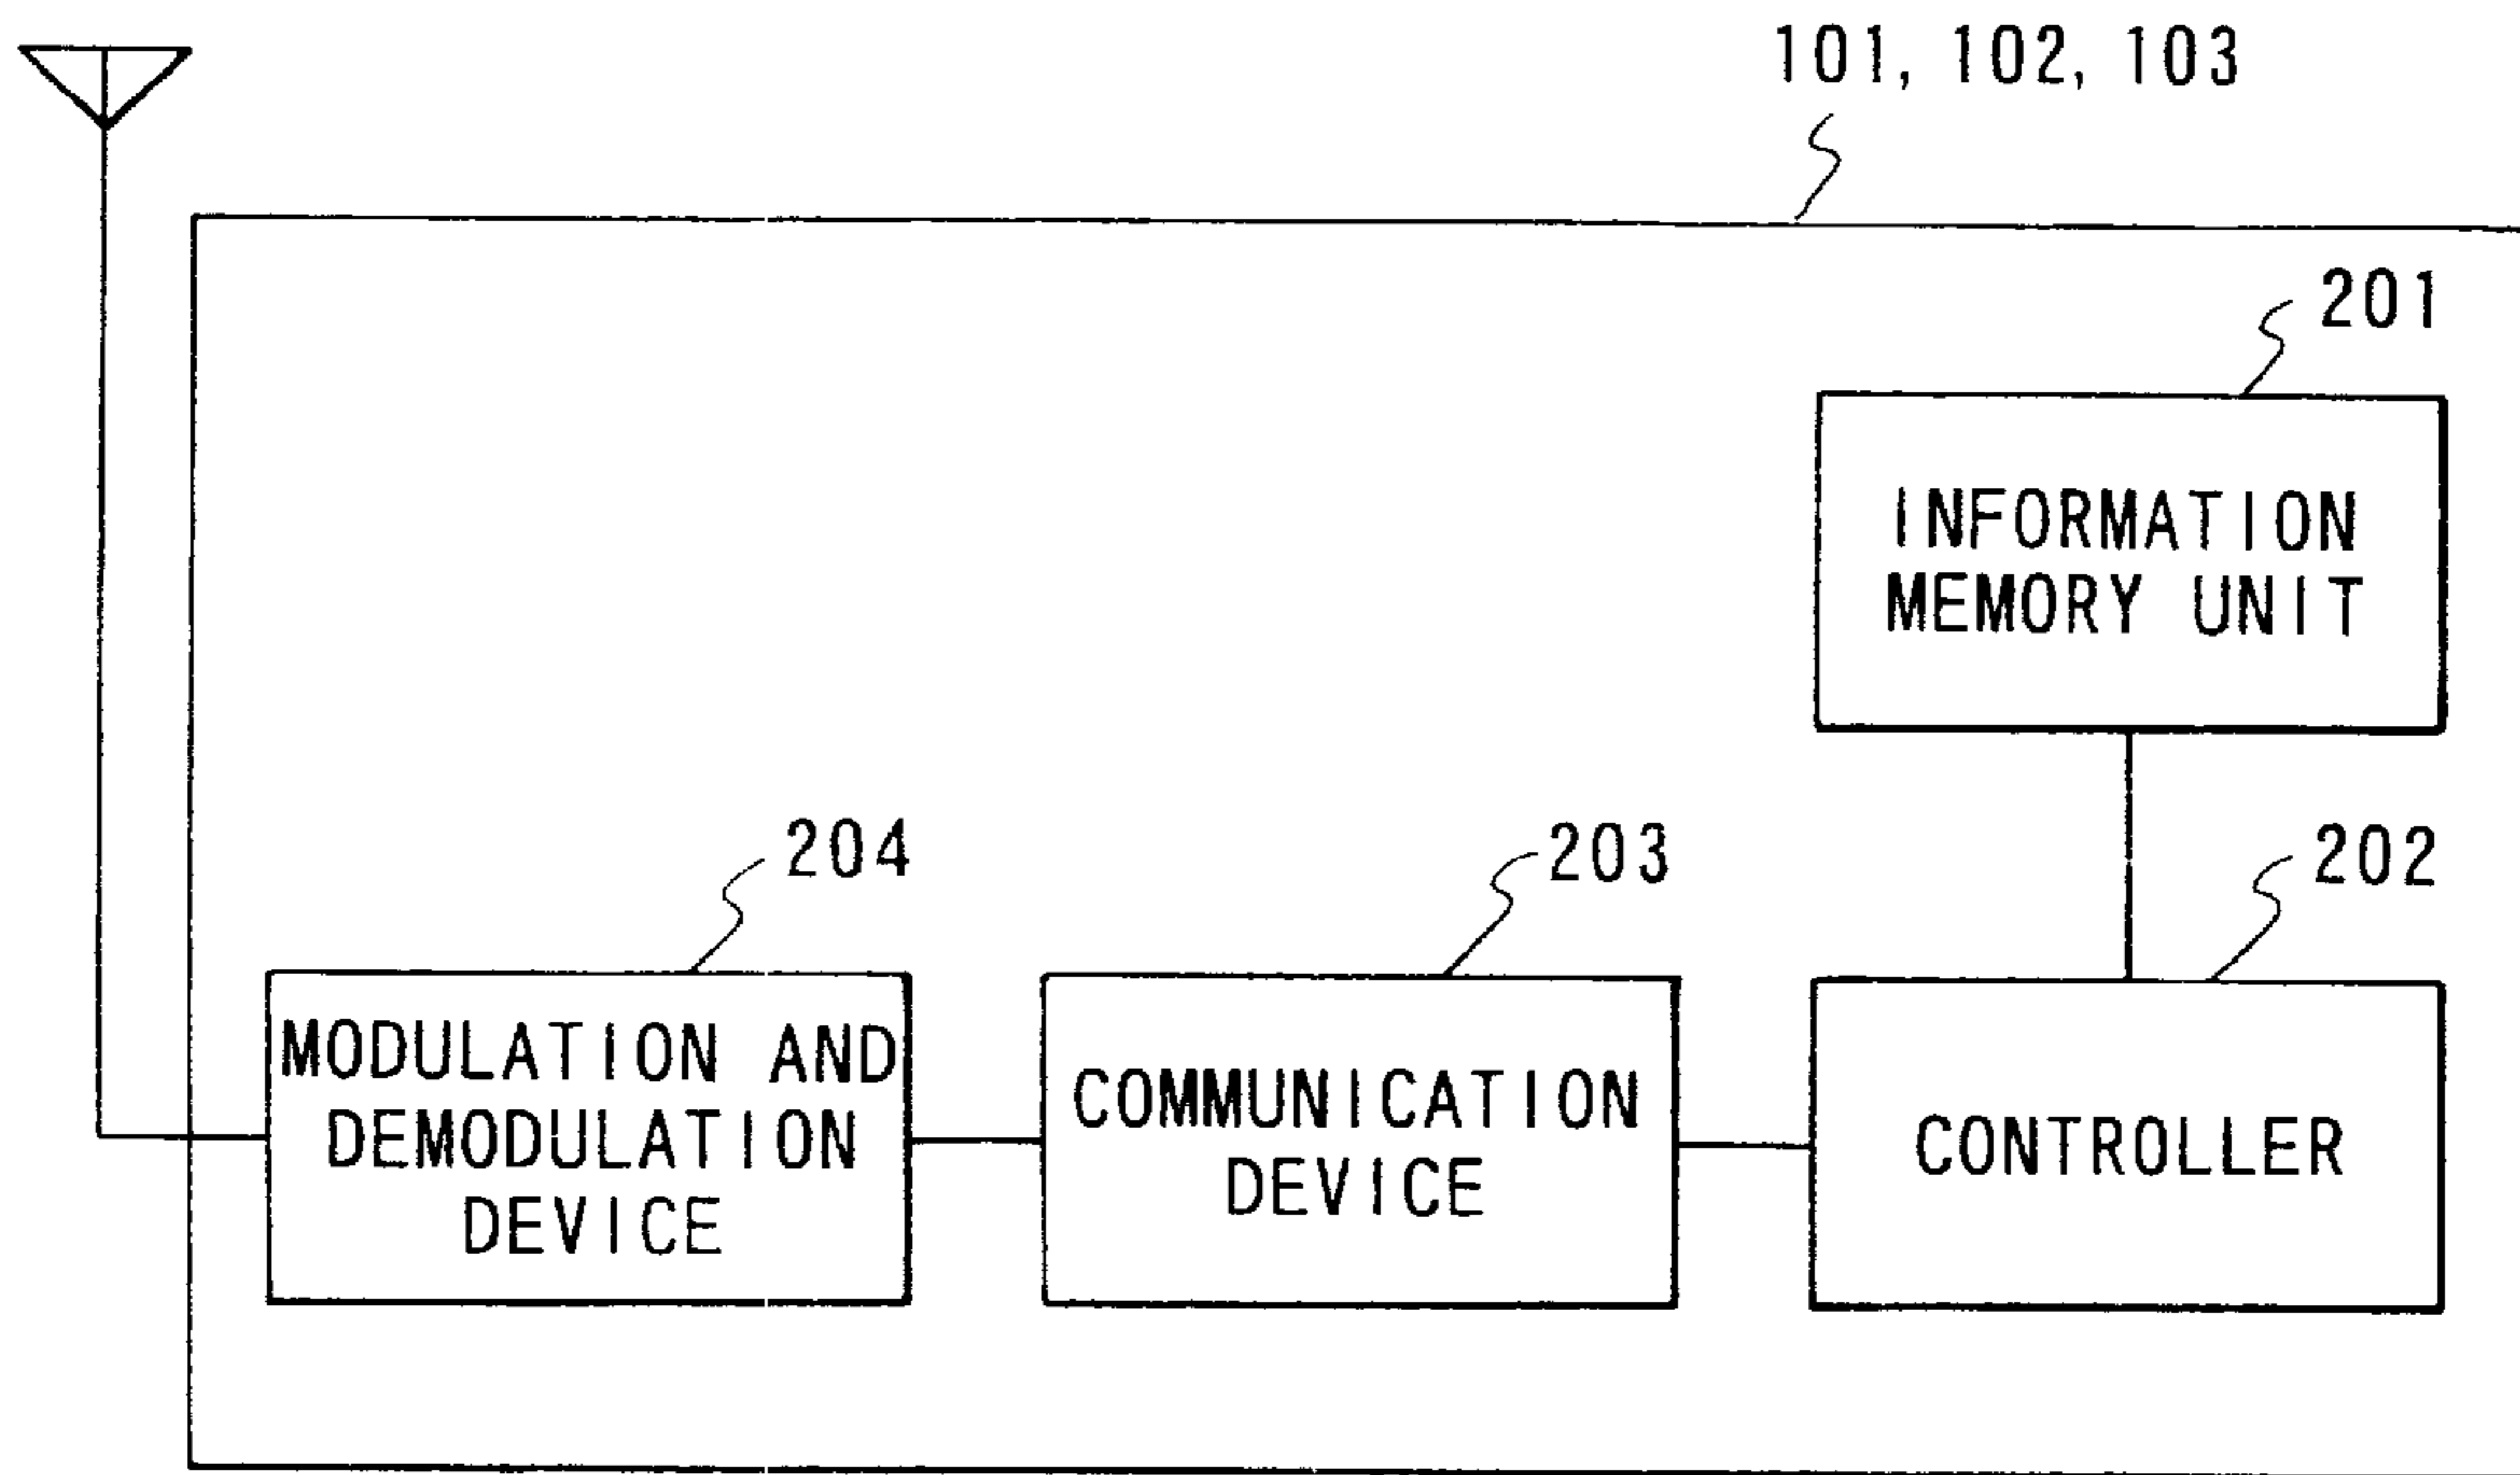 101, 102, 103
201
INFORMATION
MEMORY UNIT
204
203
202
MODULATION AND
DEMODULATION
DEVICE
COMMUNICATION
DEVICE
CONTROLLER